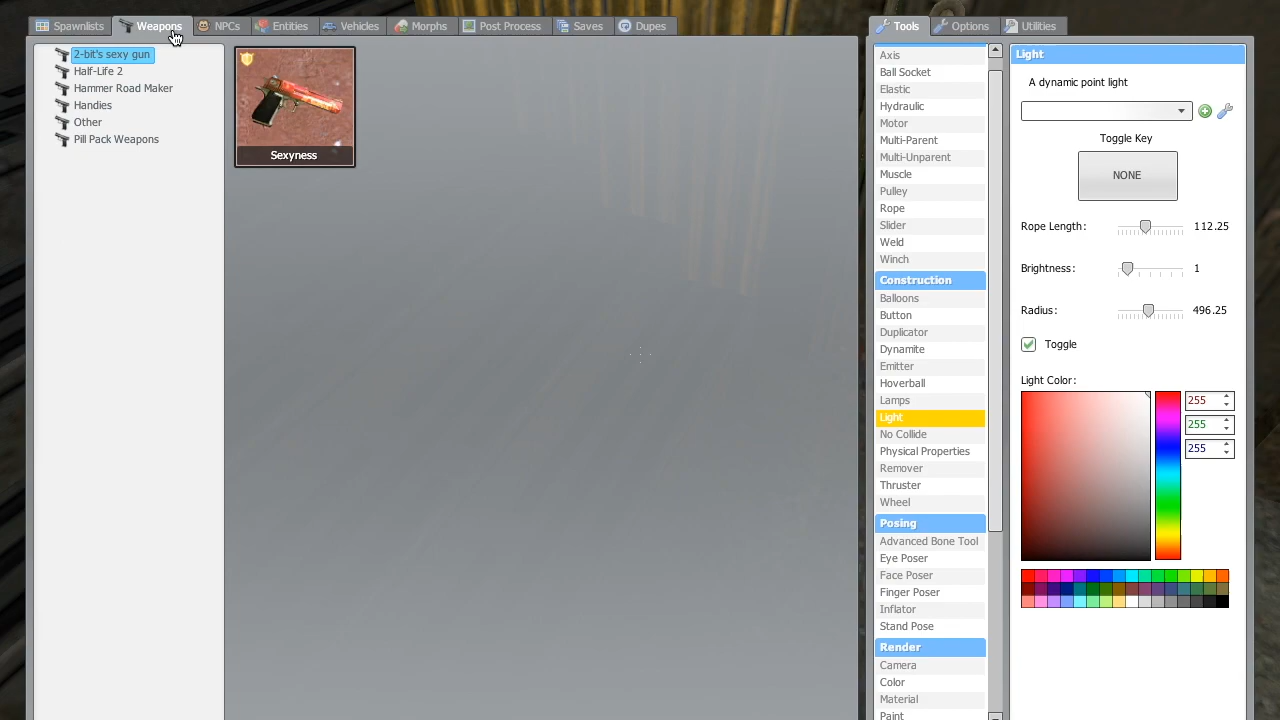 Spawnlists
Weapons
NPCs
Entities
Vehicles
Morphs
Post Process
Saves
Dupes
Tools
Options
Utilities
2-bit's sexy gun
Half-Life 2
Hammer Road Maker
Handies
Other
Pill Pack Weapons
Sexyness
Axis
Ball Socket
Elastic
Hydraulic
Motor
Multi-Parent
Multi-Unparent
Muscle
Pulley
Rope
Slider
Weld
Winch
Construction
Balloons
Button
Duplicator
Dynamite
Emitter
Hoverball
Lamps
Light
No Collide
Physical Properties
Remover
Thruster
Wheel
Posing
Advanced Bone Tool
Eye Poser
Face Poser
Finger Poser
Inflator
Stand Pose
Render
Camera
Color
Material
Paint
Light
A dynamic point light
Toggle Key
NONE
Rope Length: 112.25
Brightness: 1
Radius: 496.25
Toggle
Light Color:
255
255
255